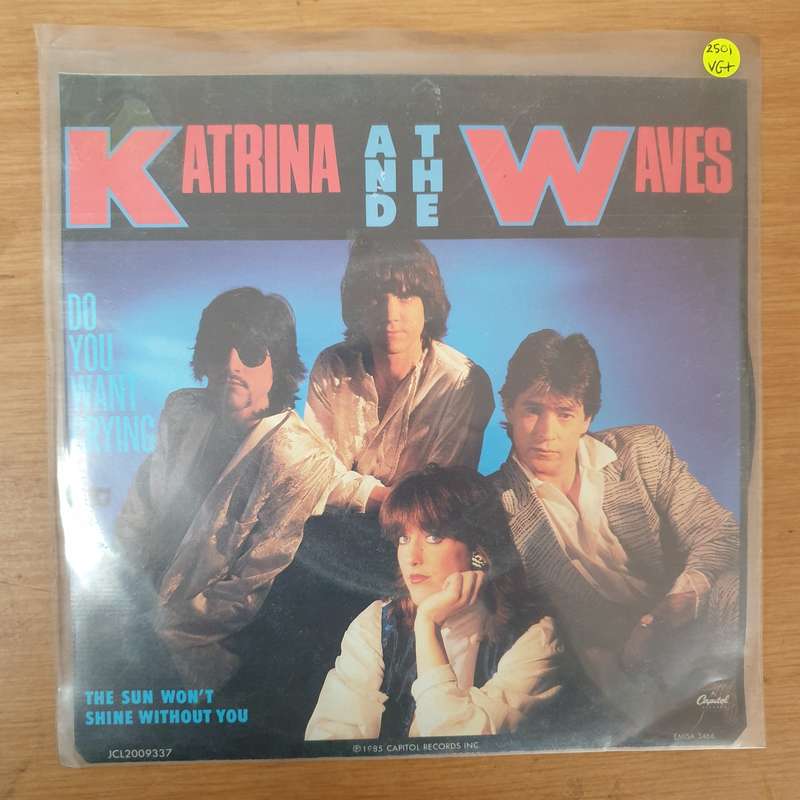 2501
VG+
KATRINA AND THE WAVES
DO
YOU
WANT
CRYING
THE SUN WON'T
SHINE WITHOUT YOU
Capitol
JCL2009337
℗1985 CAPITOL RECORDS INC.
EMISA 3466